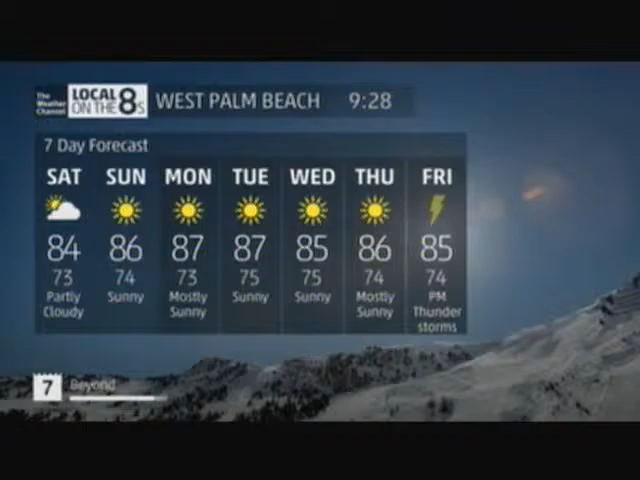 The Weather Channel
LOCAL ON THE 8s
WEST PALM BEACH 9:28
7 Day Forecast
SAT SUN MON TUE WED THU FRI
84 86 87 87 85 86 85
73 74 73 75 75 74 74
Partly Cloudy Sunny Mostly Sunny Sunny Sunny Mostly Sunny PM Thunder storms
7 Beyond